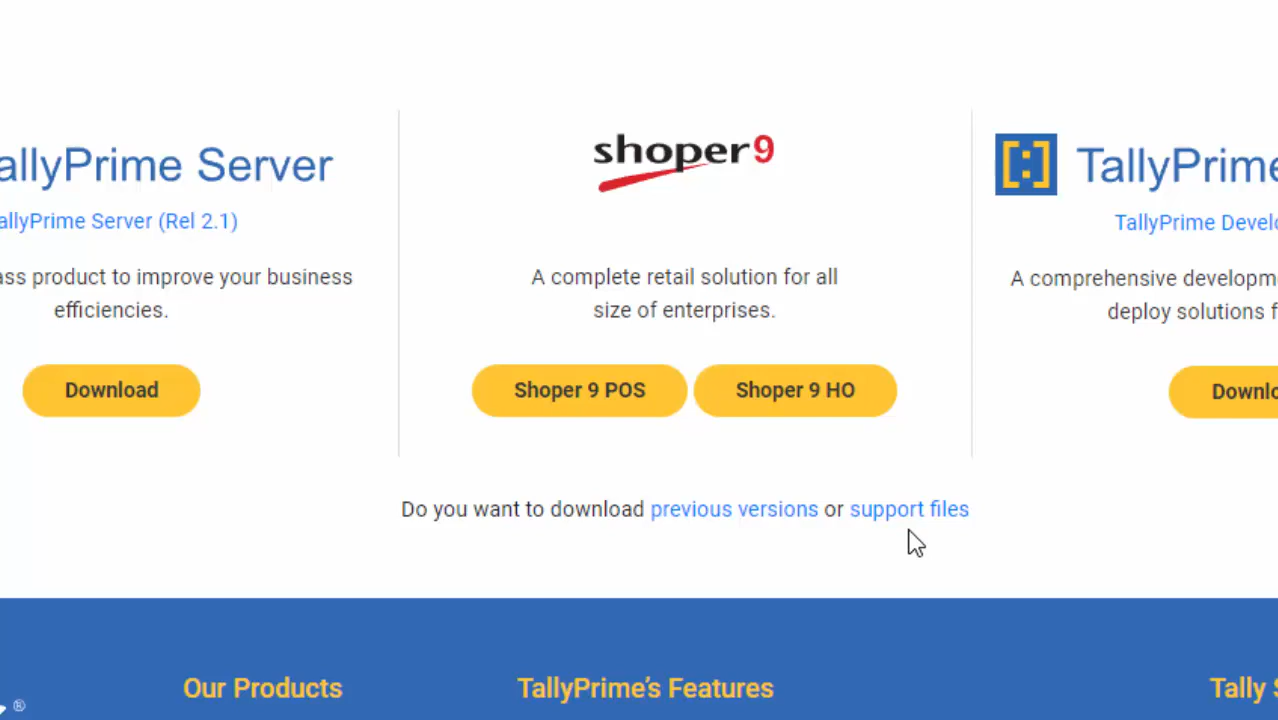 allyPrime Server
allyPrime Server (Rel 2.1)
ass product to improve your business
efficiencies.
Download
shoper9
A complete retail solution for all
size of enterprises.
Shoper 9 POS
Shoper 9 HO
TallyPrime
TallyPrime Develo
A comprehensive developm
deploy solutions f
Downlo
Do you want to download previous versions or support files
Our Products
TallyPrime's Features
Tally S
®